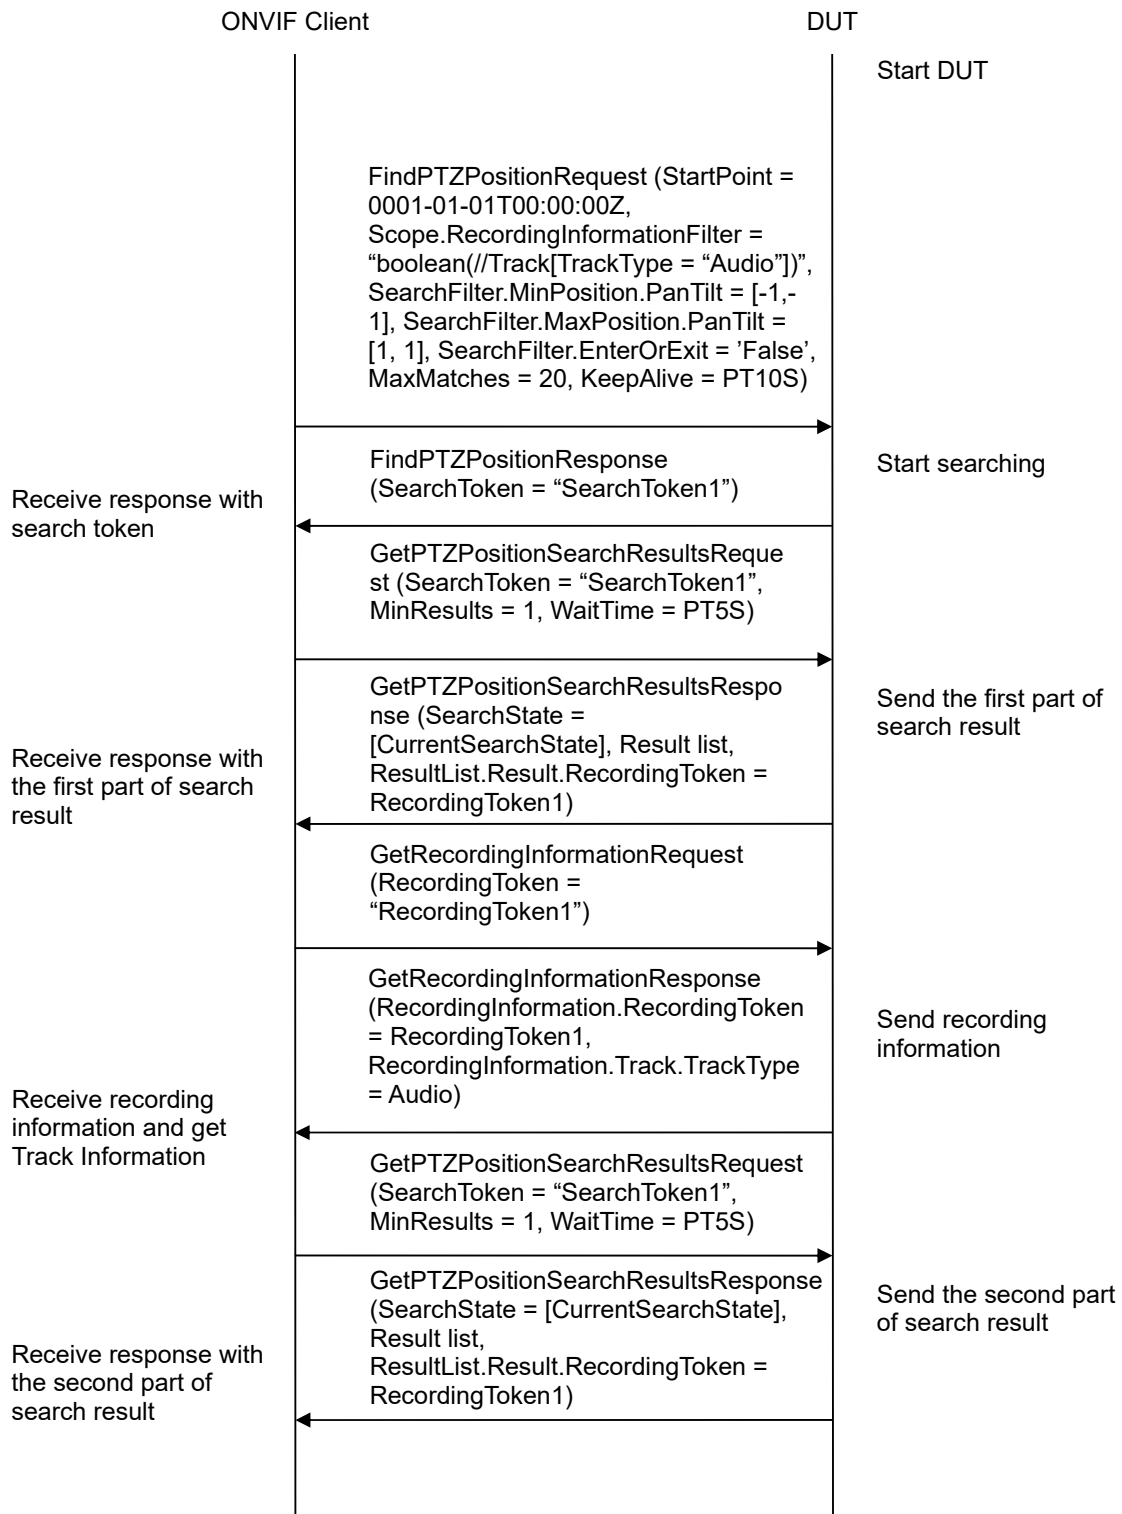 ONVIF Client
DUT
Start DUT
FindPTZPositionRequest (StartPoint =
0001-01-01T00:00:00Z,
Scope.RecordingInformationFilter =
“boolean(//Track[TrackType = “Audio”])”,
SearchFilter.MinPosition.PanTilt = [-1,-
1], SearchFilter.MaxPosition.PanTilt =
[1, 1], SearchFilter.EnterOrExit = ’False’,
MaxMatches = 20, KeepAlive = PT10S)
FindPTZPositionResponse
(SearchToken = “SearchToken1”)
Start searching
Receive response with
search token
GetPTZPositionSearchResultsReque
st (SearchToken = “SearchToken1”,
MinResults = 1, WaitTime = PT5S)
GetPTZPositionSearchResultsRespo
nse (SearchState =
[CurrentSearchState], Result list,
ResultList.Result.RecordingToken =
RecordingToken1)
Send the first part of
search result
Receive response with
the first part of search
result
GetRecordingInformationRequest
(RecordingToken =
“RecordingToken1”)
GetRecordingInformationResponse
(RecordingInformation.RecordingToken
= RecordingToken1,
RecordingInformation.Track.TrackType
= Audio)
Send recording
information
Receive recording
information and get
Track Information
GetPTZPositionSearchResultsRequest
(SearchToken = “SearchToken1”,
MinResults = 1, WaitTime = PT5S)
GetPTZPositionSearchResultsResponse
(SearchState = [CurrentSearchState],
Result list,
ResultList.Result.RecordingToken =
RecordingToken1)
Send the second part
of search result
Receive response with
the second part of
search result